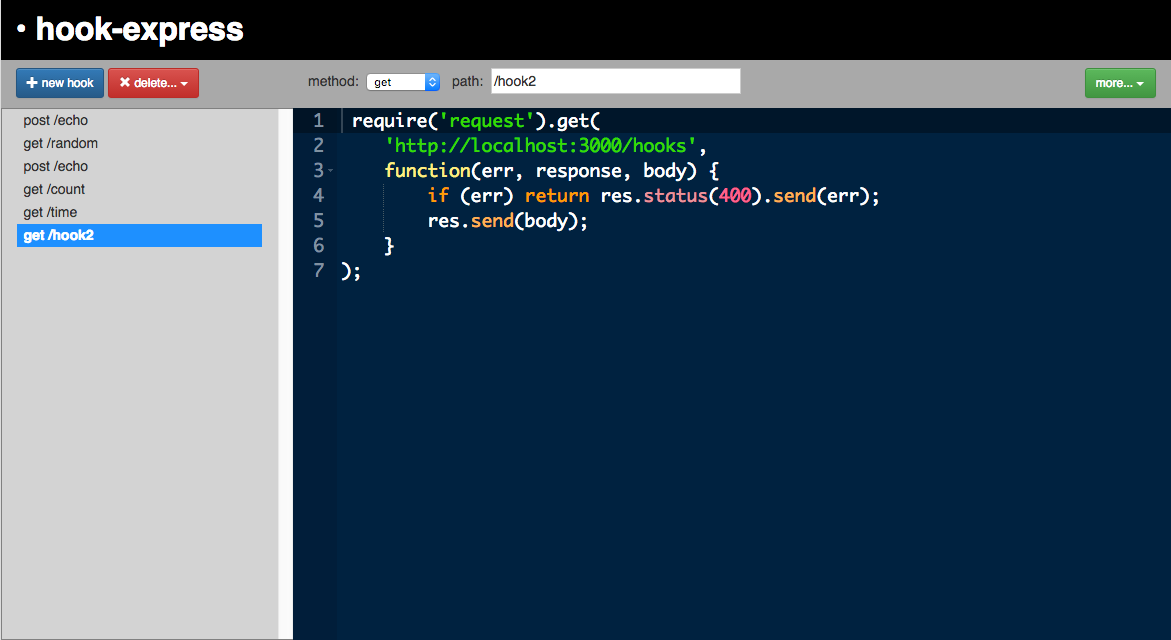 • hook-express
+ new hook ✖ delete... method: get path: /hook2 more...
post /echo
get /random
post /echo
get /count
get /time
get /hook2
1 require('request').get(
2     'http://localhost:3000/hooks',
3     function(err, response, body) {
4         if (err) return res.status(400).send(err);
5         res.send(body);
6     }
7 );